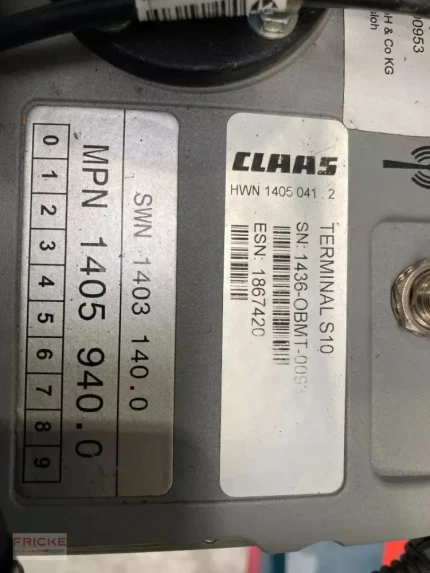 00953
H & Co KG
loh
CLAAS
HWN 1405 041 . 2
TERMINAL S10
SN: 1436-OBMT-009
ESN: 1867420
SWN 1403 140.0
MPN 1405 940.0
0 1 2 3 4 5 6 7 8 9
FRICKE